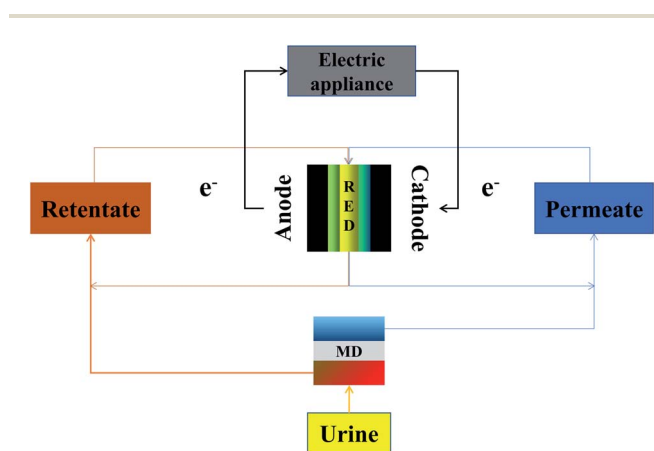 Electric
appliance
e-
Anode
R
E
D
Cathode
e-
Retentate
Permeate
MD
Urine